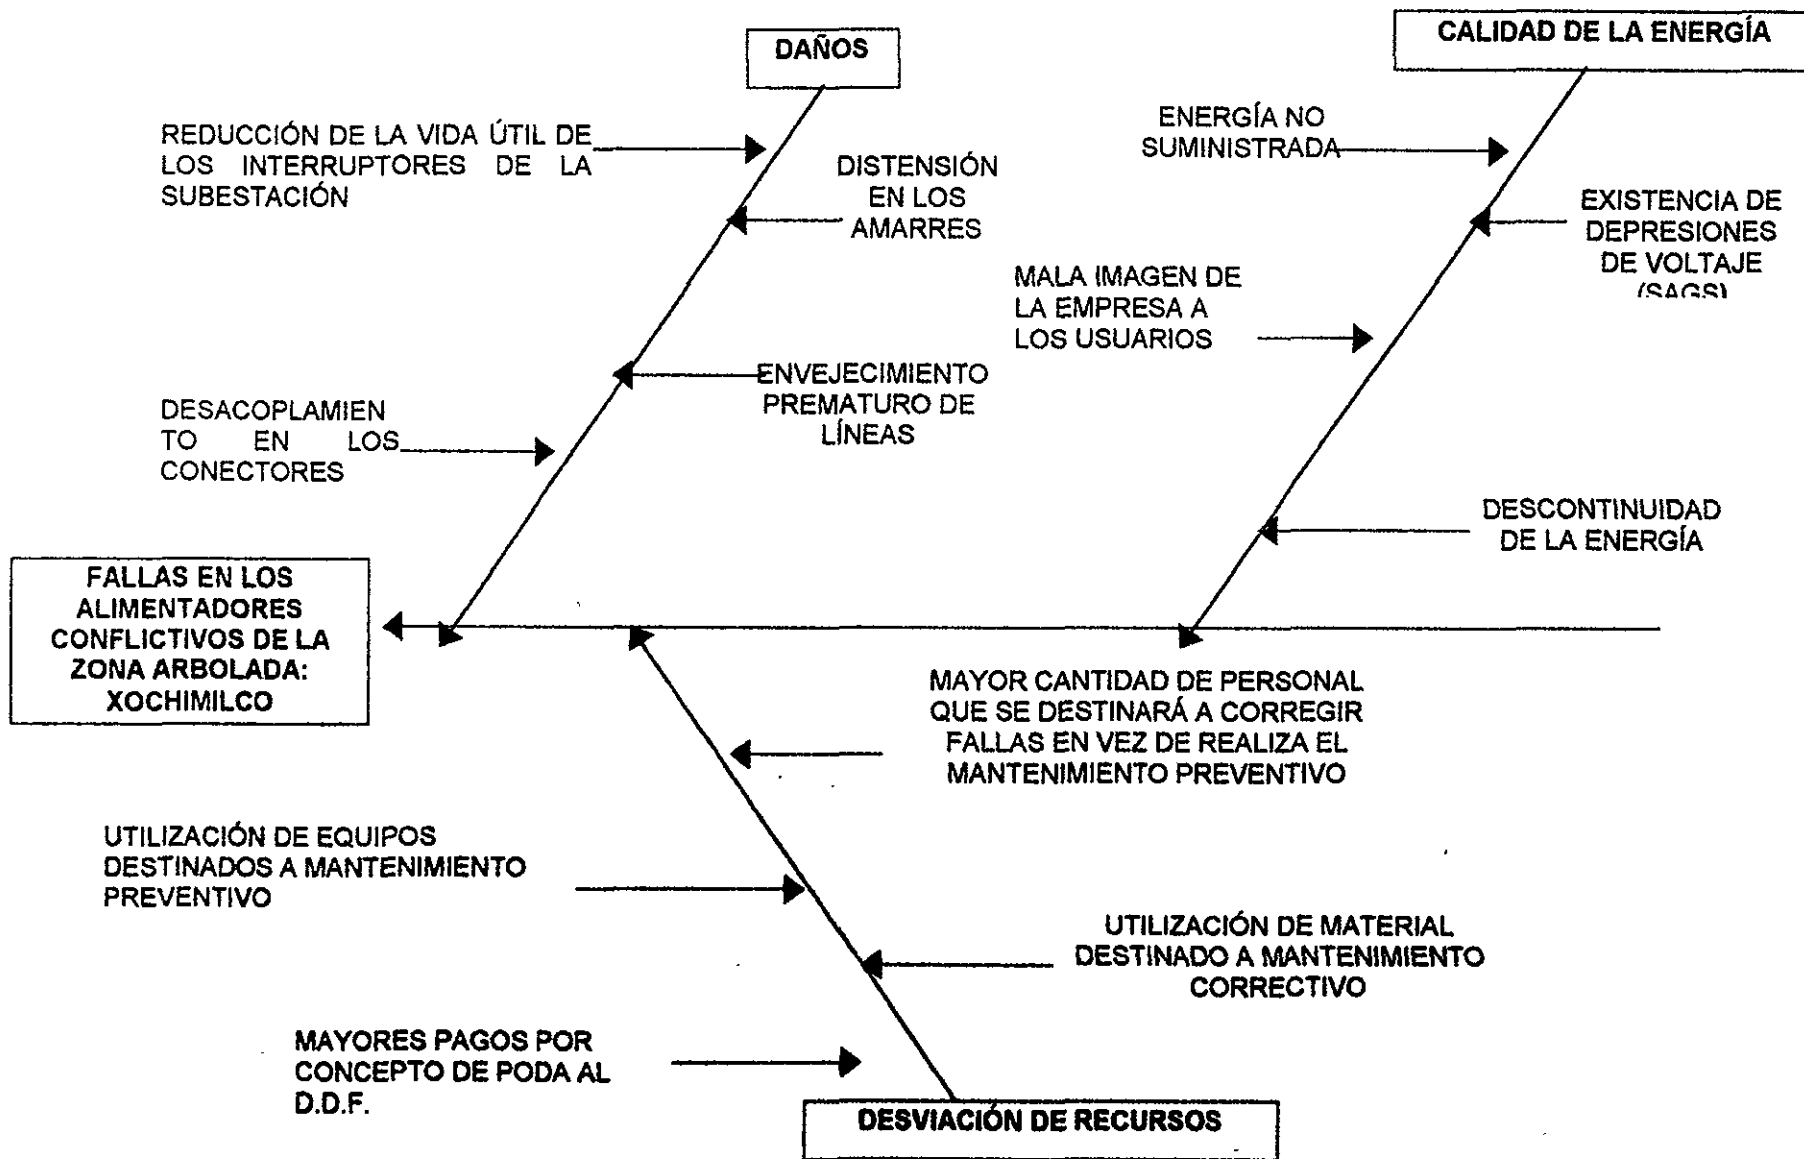 DAÑOS
CALIDAD DE LA ENERGÍA
REDUCCIÓN DE LA VIDA ÚTIL DE
LOS INTERRUPTORES DE LA
SUBESTACIÓN
DISTENSIÓN
EN LOS
AMARRES
ENERGÍA NO
SUMINISTRADA
EXISTENCIA DE
DEPRESIONES
DE VOLTAJE
(SAGS)
MALA IMAGEN DE
LA EMPRESA A
LOS USUARIOS
ENVEJECIMIENTO
PREMATURO DE
LÍNEAS
DESACOPLAMIEN
TO EN LOS
CONECTORES
DESCONTINUIDAD
DE LA ENERGÍA
FALLAS EN LOS
ALIMENTADORES
CONFLICTIVOS DE LA
ZONA ARBOLADA:
XOCHIMILCO
MAYOR CANTIDAD DE PERSONAL
QUE SE DESTINARÁ A CORREGIR
FALLAS EN VEZ DE REALIZA EL
MANTENIMIENTO PREVENTIVO
UTILIZACIÓN DE EQUIPOS
DESTINADOS A MANTENIMIENTO
PREVENTIVO
UTILIZACIÓN DE MATERIAL
DESTINADO A MANTENIMIENTO
CORRECTIVO
MAYORES PAGOS POR
CONCEPTO DE PODA AL
D.D.F.
DESVIACIÓN DE RECURSOS